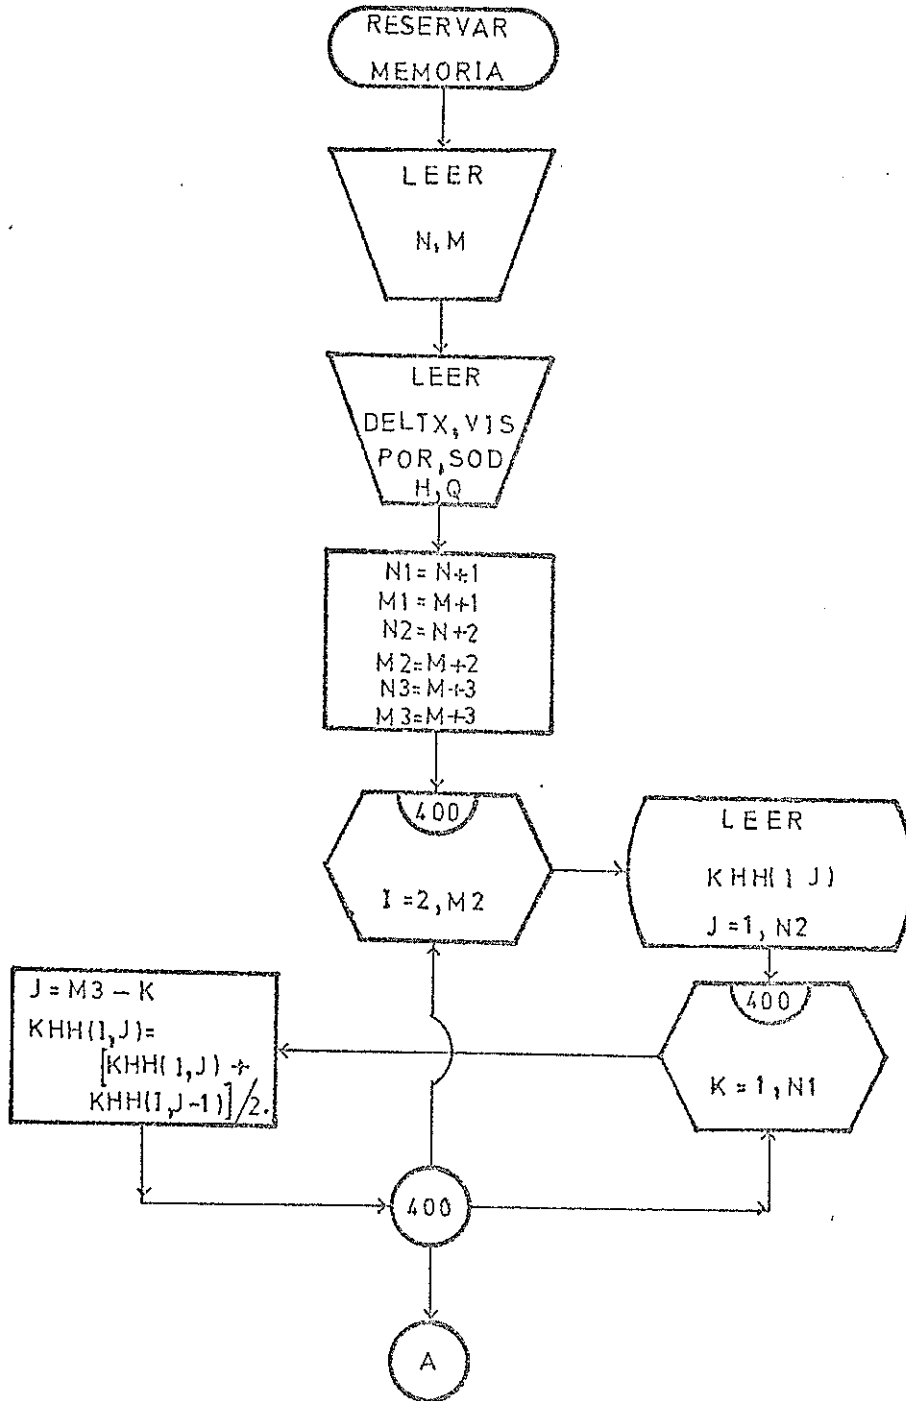 RESERVAR
MEMORIA
LEER
N, M
LEER
DELTX, VIS
POR, SOD
H, Q
N1 = N+1
M1 = M+1
N2 = N+2
M2 = M+2
N3 = M+3
M3 = M+3
400
I = 2, M2
LEER
KHH(I J)
J = 1, N2
400
K = 1, N1
J = M3 - K
KHH(I,J)=
[KHH(I,J) +
KHH(I,J-1)]/2.
400
A